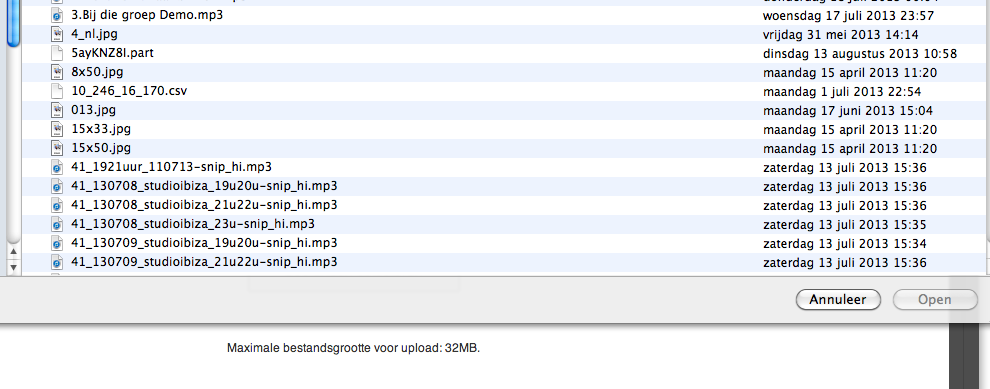 3.Bij die groep Demo.mp3 woensdag 17 juli 2013 23:57
4_nl.jpg vrijdag 31 mei 2013 14:14
5ayKNZ8I.part dinsdag 13 augustus 2013 10:58
8x50.jpg maandag 15 april 2013 11:20
10_246_16_170.csv maandag 1 juli 2013 22:54
013.jpg maandag 17 juni 2013 15:04
15x33.jpg maandag 15 april 2013 11:20
15x50.jpg maandag 15 april 2013 11:20
41_1921uur_110713-snip_hi.mp3 zaterdag 13 juli 2013 15:36
41_130708_studioibiza_19u20u-snip_hi.mp3 zaterdag 13 juli 2013 15:36
41_130708_studioibiza_21u22u-snip_hi.mp3 zaterdag 13 juli 2013 15:36
41_130708_studioibiza_23u-snip_hi.mp3 zaterdag 13 juli 2013 15:35
41_130709_studioibiza_19u20u-snip_hi.mp3 zaterdag 13 juli 2013 15:34
41_130709_studioibiza_21u22u-snip_hi.mp3 zaterdag 13 juli 2013 15:36
Annuleer Open
Maximale bestandsgrootte voor upload: 32MB.